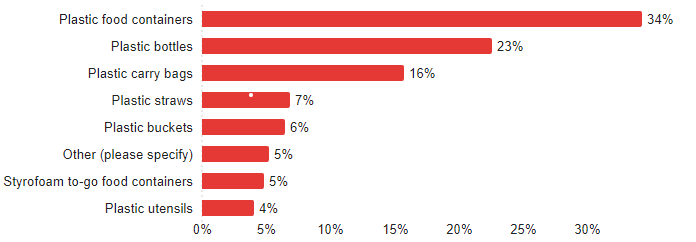 Plastic food containers 34%
Plastic bottles 23%
Plastic carry bags 16%
Plastic straws 7%
Plastic buckets 6%
Other (please specify) 5%
Styrofoam to-go food containers 5%
Plastic utensils 4%
0% 5% 10% 15% 20% 25% 30%